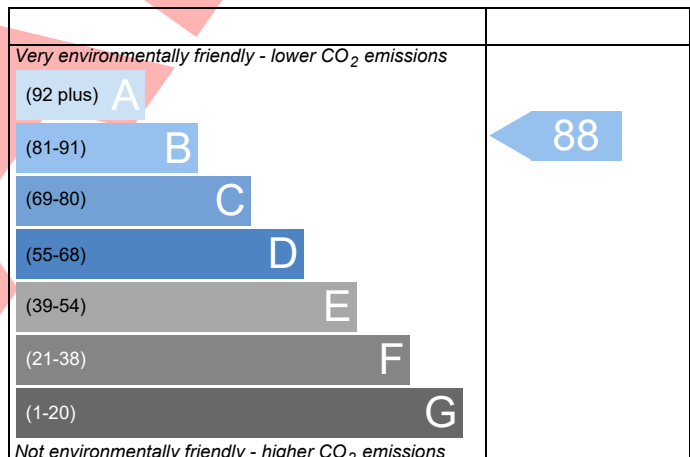 Very environmentally friendly - lower CO2 emissions
(92 plus) A
(81-91) B
88
(69-80) C
(55-68) D
(39-54) E
(21-38) F
(1-20) G
Not environmentally friendly - higher CO2 emissions